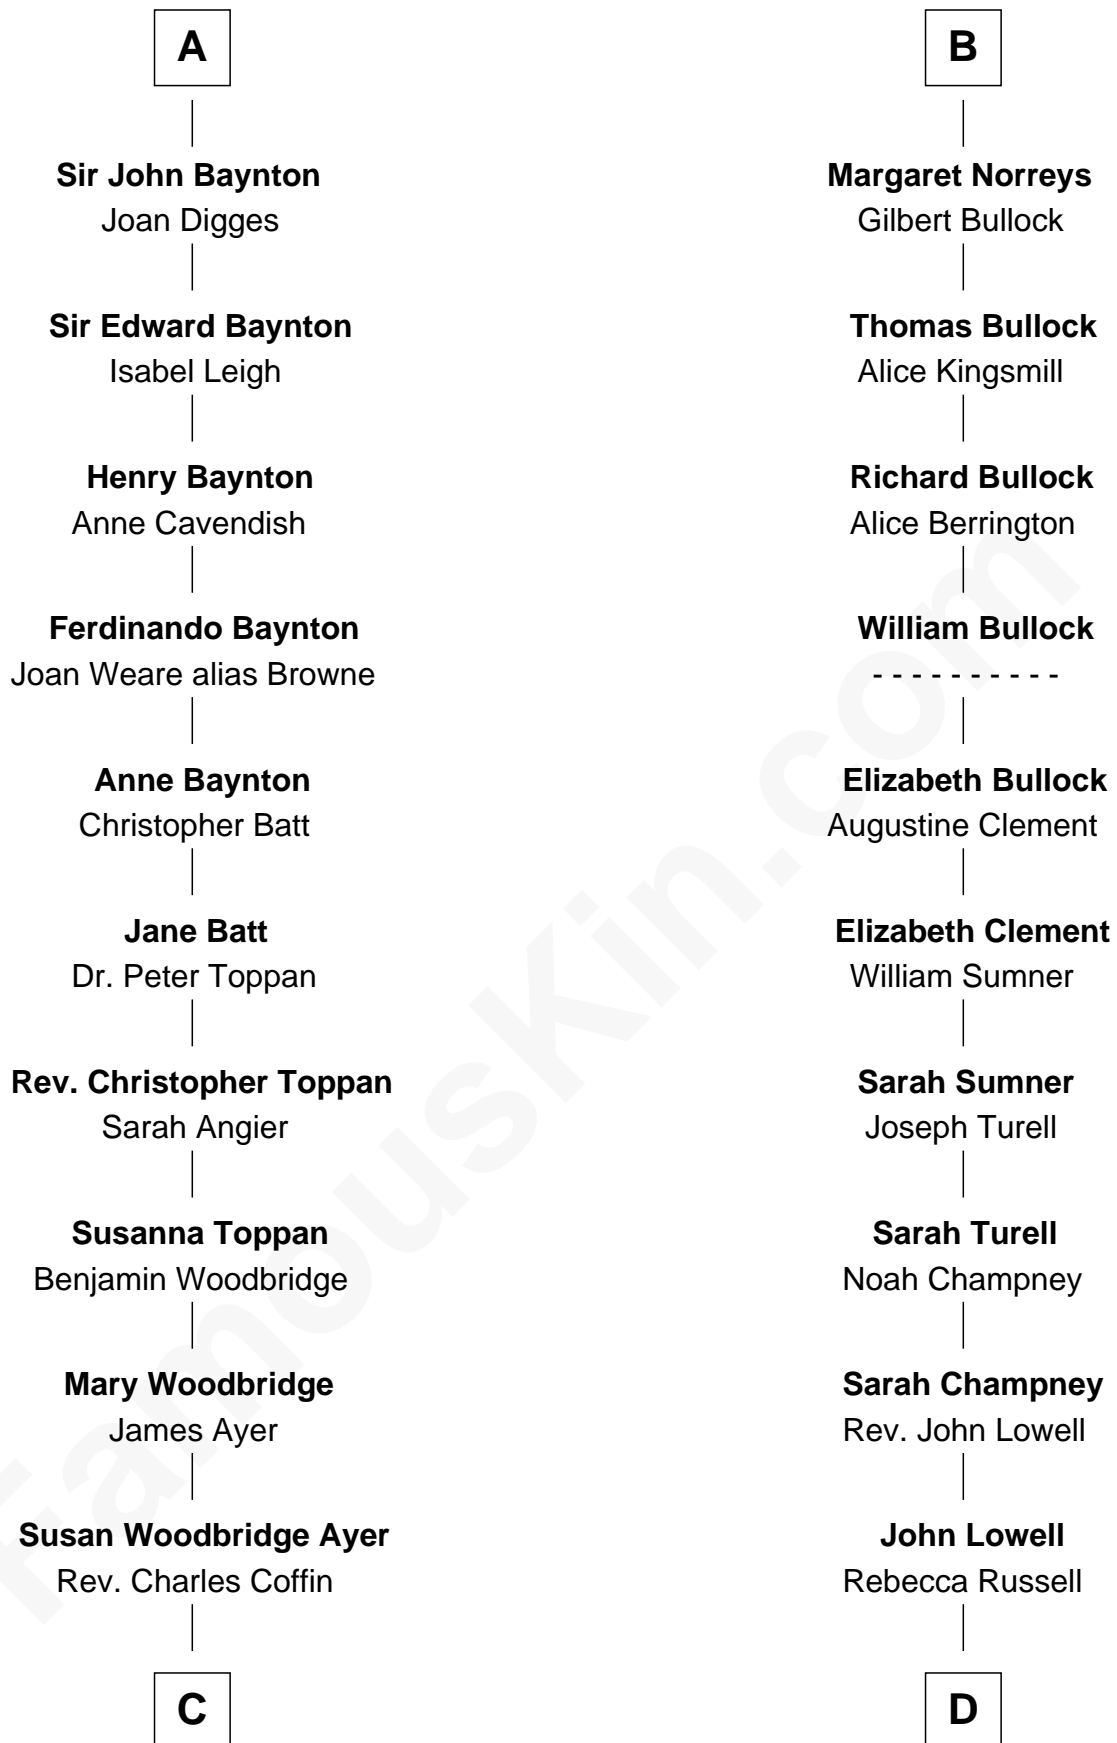 A
Sir John Baynton
Joan Digges
Sir Edward Baynton
Isabel Leigh
Henry Baynton
Anne Cavendish
Ferdinando Baynton
Joan Weare alias Browne
Anne Baynton
Christopher Batt
Jane Batt
Dr. Peter Toppan
Rev. Christopher Toppan
Sarah Angier
Susanna Toppan
Benjamin Woodbridge
Mary Woodbridge
James Ayer
Susan Woodbridge Ayer
Rev. Charles Coffin
C
B
Margaret Norreys
Gilbert Bullock
Thomas Bullock
Alice Kingsmill
Richard Bullock
Alice Berrington
William Bullock
- - - - - - - - - -
Elizabeth Bullock
Augustine Clement
Elizabeth Clement
William Sumner
Sarah Sumner
Joseph Turell
Sarah Turell
Noah Champney
Sarah Champney
Rev. John Lowell
John Lowell
Rebecca Russell
D
FamousKin.com